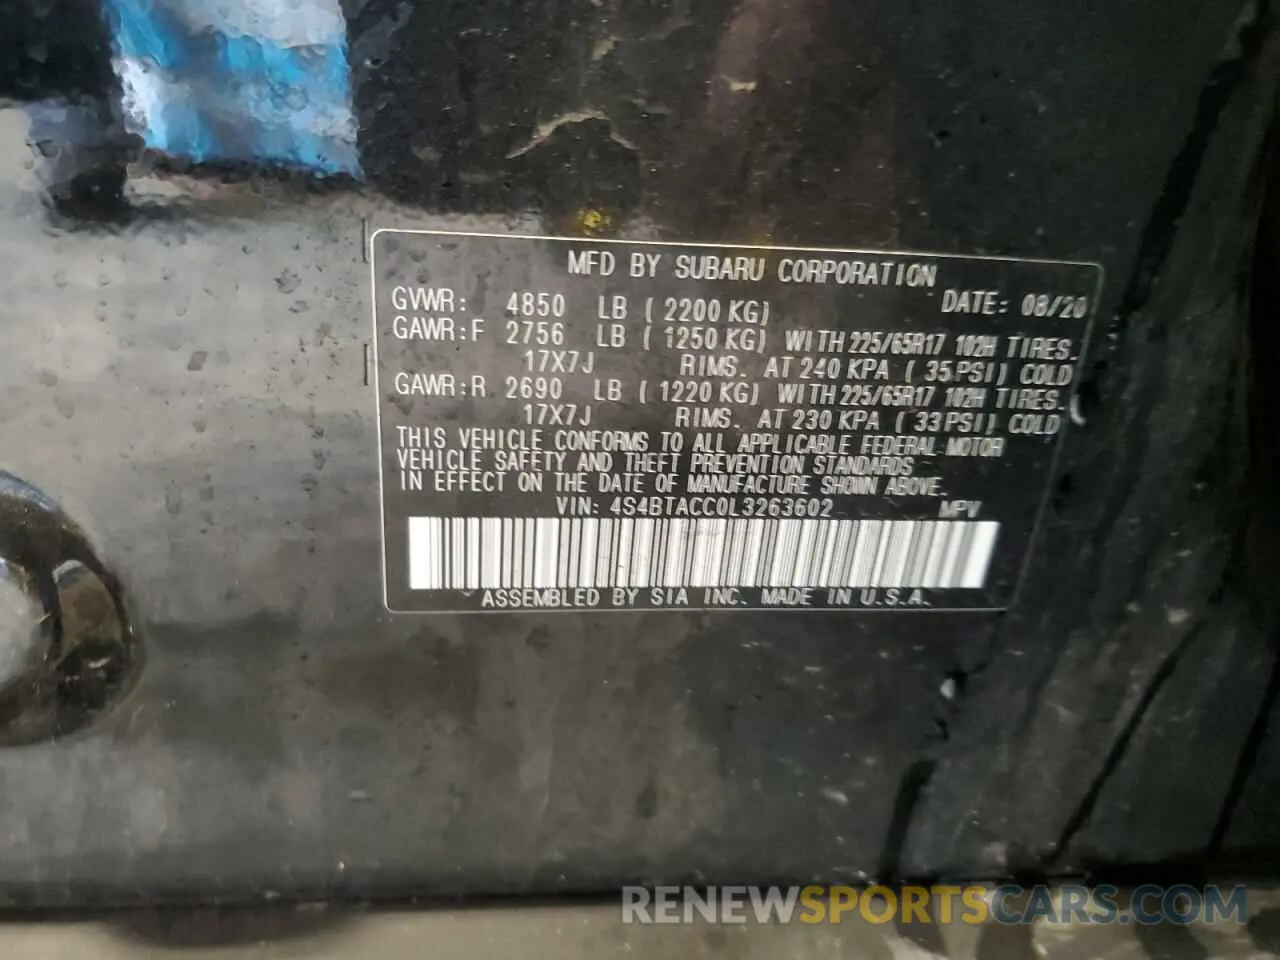 MFD BY SUBARU CORPORATION
GVWR: 4850 LB ( 2200 KG) DATE: 08/20
GAWR:F 2756 LB ( 1250 KG) WITH 225/65R17 102H TIRES.
17X7J RIMS. AT 240 KPA ( 35PSI) COLD
GAWR:R 2690 LB ( 1220 KG) WITH 225/65R17 102H TIRES.
17X7J RIMS. AT 230 KPA ( 33PSI) COLD
THIS VEHICLE CONFORMS TO ALL APPLICABLE FEDERAL MOTOR
VEHICLE SAFETY AND THEFT PREVENTION STANDARDS
IN EFFECT ON THE DATE OF MANUFACTURE SHOWN ABOVE.
VIN: 4S4BTACC0L3263602 MPV
ASSEMBLED BY SIA INC. MADE IN U.S.A.
RENEWSPORTSCARS.COM